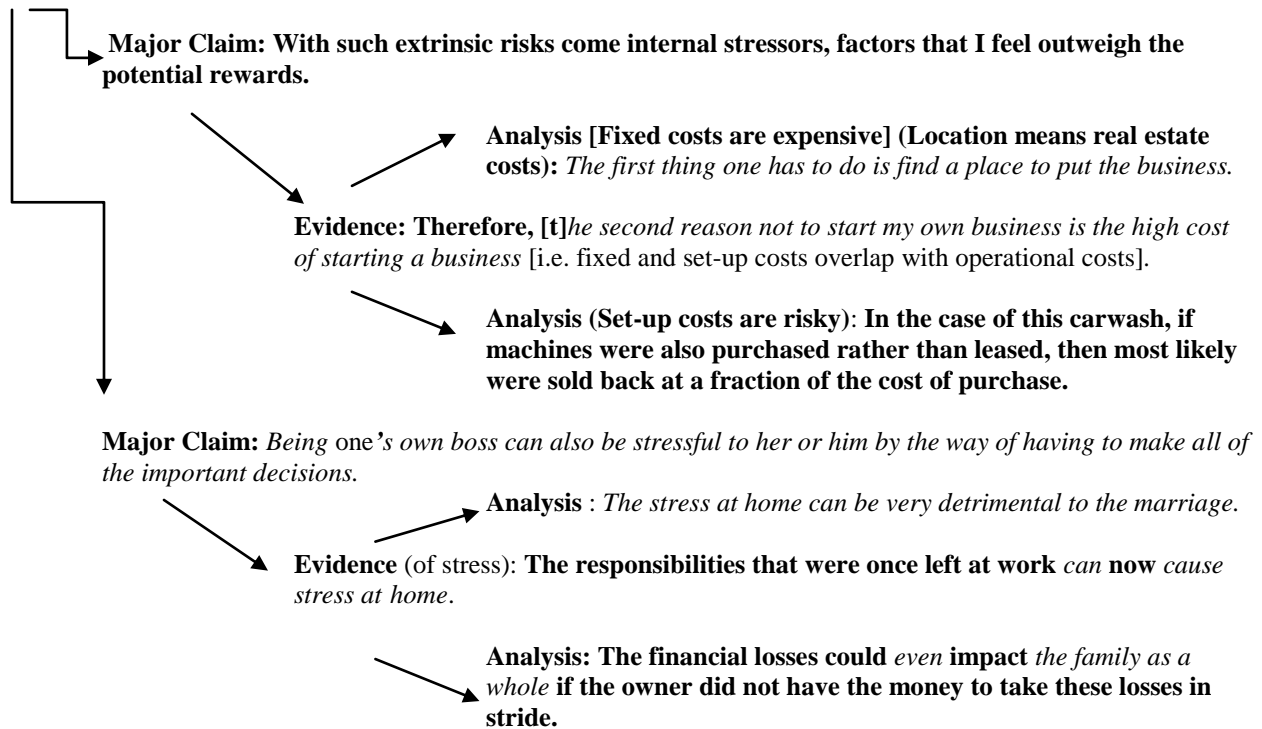 Major Claim: With such extrinsic risks come internal stressors, factors that I feel outweigh the
potential rewards.
Analysis [Fixed costs are expensive] (Location means real estate
costs): The first thing one has to do is find a place to put the business.
Evidence: Therefore, [t]he second reason not to start my own business is the high cost
of starting a business [i.e. fixed and set-up costs overlap with operational costs].
Analysis (Set-up costs are risky): In the case of this carwash, if
machines were also purchased rather than leased, then most likely
were sold back at a fraction of the cost of purchase.
Major Claim: Being one's own boss can also be stressful to her or him by the way of having to make all of
the important decisions.
Analysis : The stress at home can be very detrimental to the marriage.
Evidence (of stress): The responsibilities that were once left at work can now cause
stress at home.
Analysis: The financial losses could even impact the family as a
whole if the owner did not have the money to take these losses in
stride.